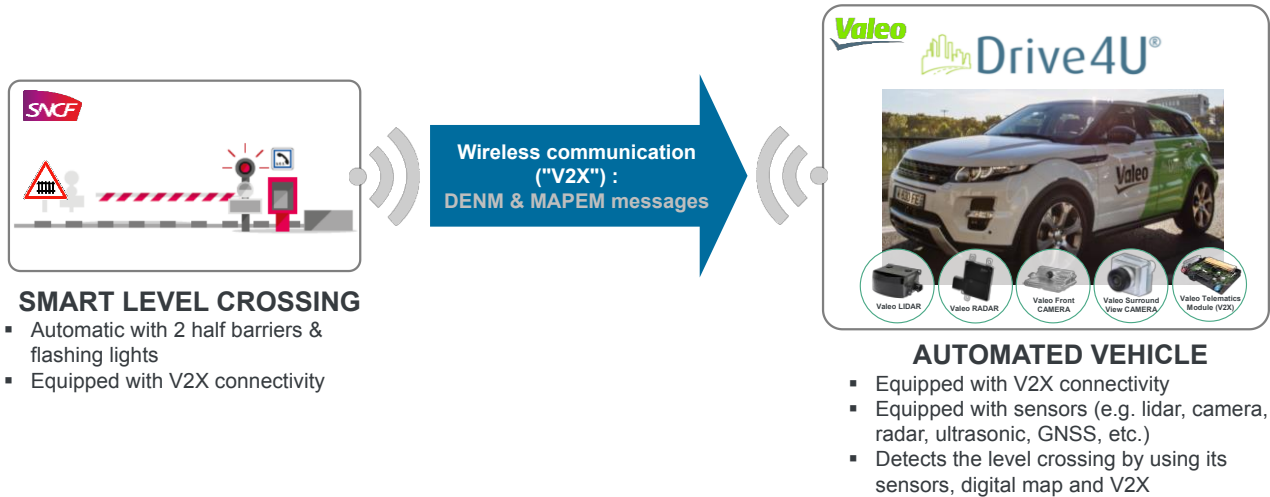 SNCF
SMART LEVEL CROSSING
▪ Automatic with 2 half barriers &
flashing lights
▪ Equipped with V2X connectivity
Wireless communication
("V2X") :
DENM & MAPEM messages
Valeo
Drive4U®
Valeo
Valeo LIDAR
Valeo RADAR
Valeo Front
CAMERA
Valeo Surround
View CAMERA
Valeo Telematics
Module (V2X)
AUTOMATED VEHICLE
▪ Equipped with V2X connectivity
▪ Equipped with sensors (e.g. lidar, camera,
radar, ultrasonic, GNSS, etc.)
▪ Detects the level crossing by using its
sensors, digital map and V2X